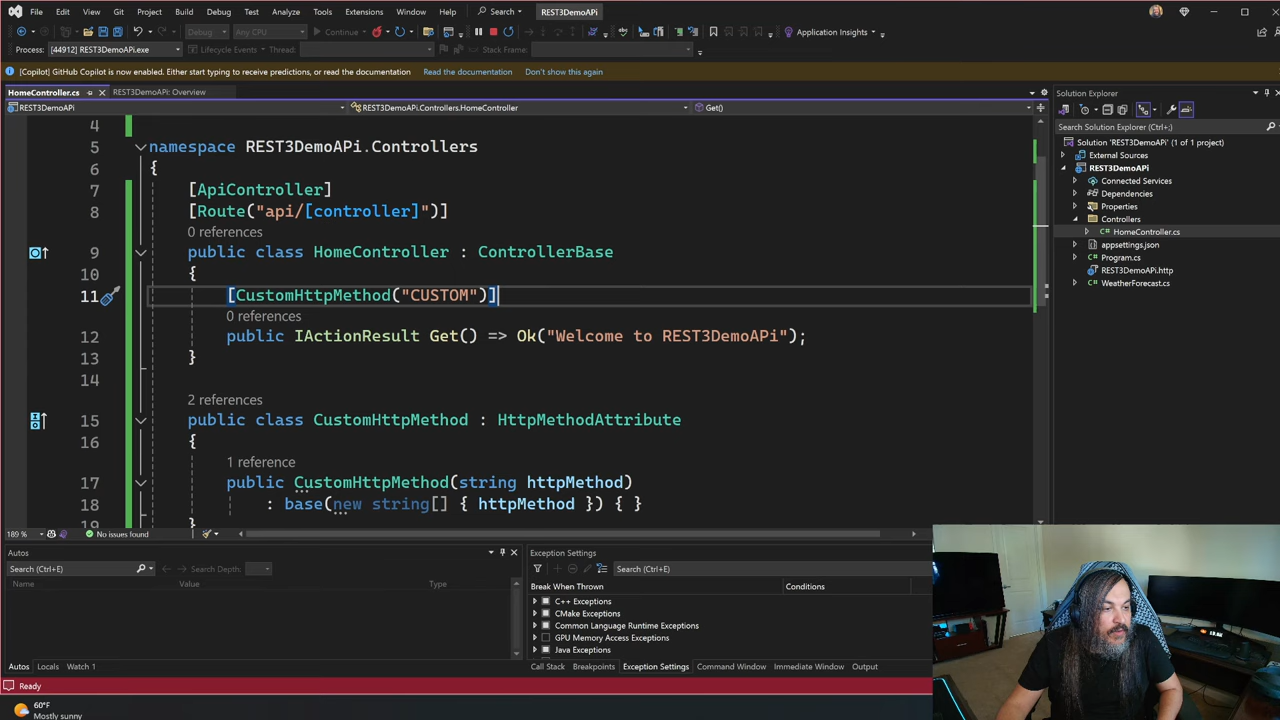 File Edit View Git Project Build Debug Test Analyze Tools Extensions Window Help Search REST3DemoAPi
Debug Any CPU Continue Application Insights
Process: [44912] REST3DemoAPi.exe Lifecycle Events Thread: Stack Frame:
[Copilot] GitHub Copilot is now enabled. Either start typing to receive predictions, or read the documentation Read the documentation Don't show this again
HomeController.cs REST3DemoAPi: Overview
REST3DemoAPi REST3DemoAPi.Controllers.HomeController Get()
4
5 namespace REST3DemoAPi.Controllers
6 {
7 [ApiController]
8 [Route("api/[controller]")]
0 references
9 public class HomeController : ControllerBase
10 {
11 [CustomHttpMethod("CUSTOM")]
0 references
12 public IActionResult Get() => Ok("Welcome to REST3DemoAPi");
13 }
14
2 references
15 public class CustomHttpMethod : HttpMethodAttribute
16 {
1 reference
17 public CustomHttpMethod(string httpMethod)
18 : base(new string[] { httpMethod }) { }
19 }
189 % No issues found
Solution Explorer
Search Solution Explorer (Ctrl+;)
Solution 'REST3DemoAPi' (1 of 1 project)
External Sources
REST3DemoAPi
Connected Services
Dependencies
Properties
Controllers
C# HomeController.cs
appsettings.json
C# Program.cs
REST3DemoAPi.http
C# WeatherForecast.cs
Autos
Search (Ctrl+E) Search Depth:
Name Value Type
Autos Locals Watch 1
Exception Settings
Search (Ctrl+E)
Break When Thrown Conditions
C++ Exceptions
CMake Exceptions
Common Language Runtime Exceptions
GPU Memory Access Exceptions
Java Exceptions
Call Stack Breakpoints Exception Settings Command Window Immediate Window Output
Ready
60°F
Mostly sunny